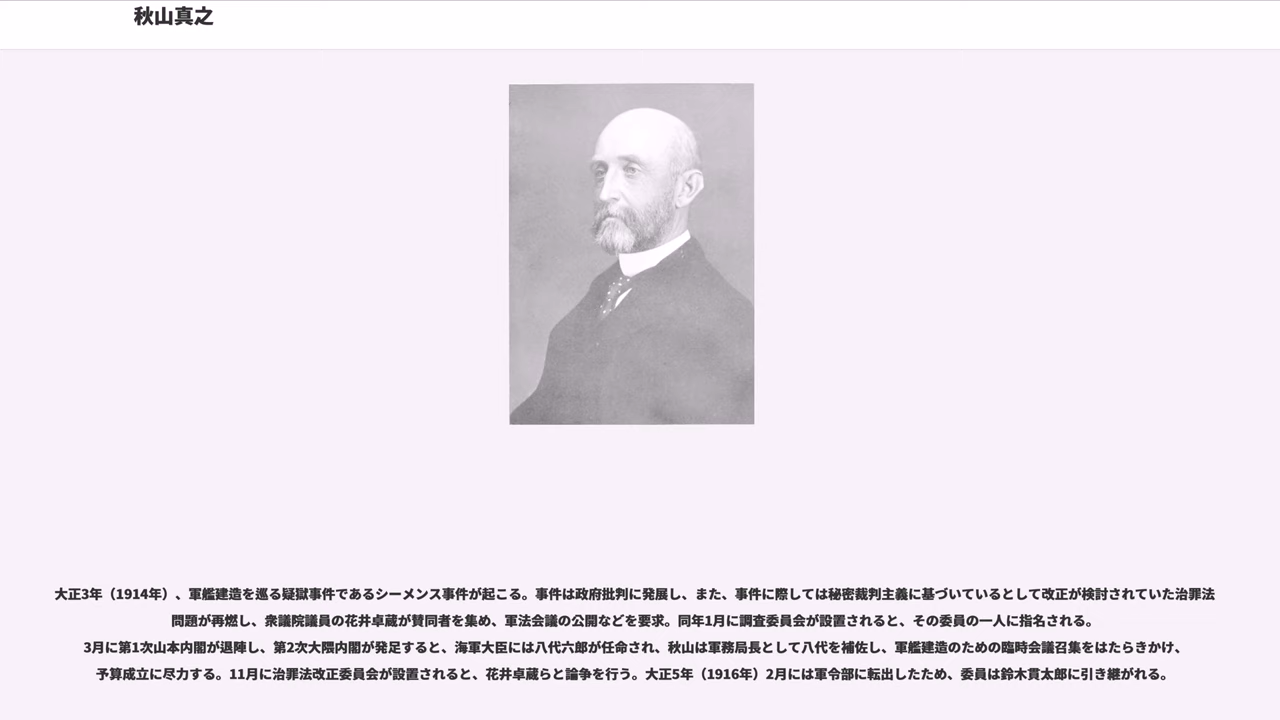 秋山真之
大正3年（1914年）、軍艦建造を巡る疑獄事件であるシーメンス事件が起こる。事件は政府批判に発展し、また、事件に際しては秘密裁判主義に基づいているとして改正が検討されていた治罪法
問題が再燃し、衆議院議員の花井卓蔵が賛同者を集め、軍法会議の公開などを要求。同年1月に調査委員会が設置されると、その委員の一人に指名される。
3月に第1次山本内閣が退陣し、第2次大隈内閣が発足すると、海軍大臣には八代六郎が任命され、秋山は軍務局長として八代を補佐し、軍艦建造のための臨時会議召集をはたらきかけ、
予算成立に尽力する。11月に治罪法改正委員会が設置されると、花井卓蔵らと論争を行う。大正5年（1916年）2月には軍令部に転出したため、委員は鈴木貫太郎に引き継がれる。